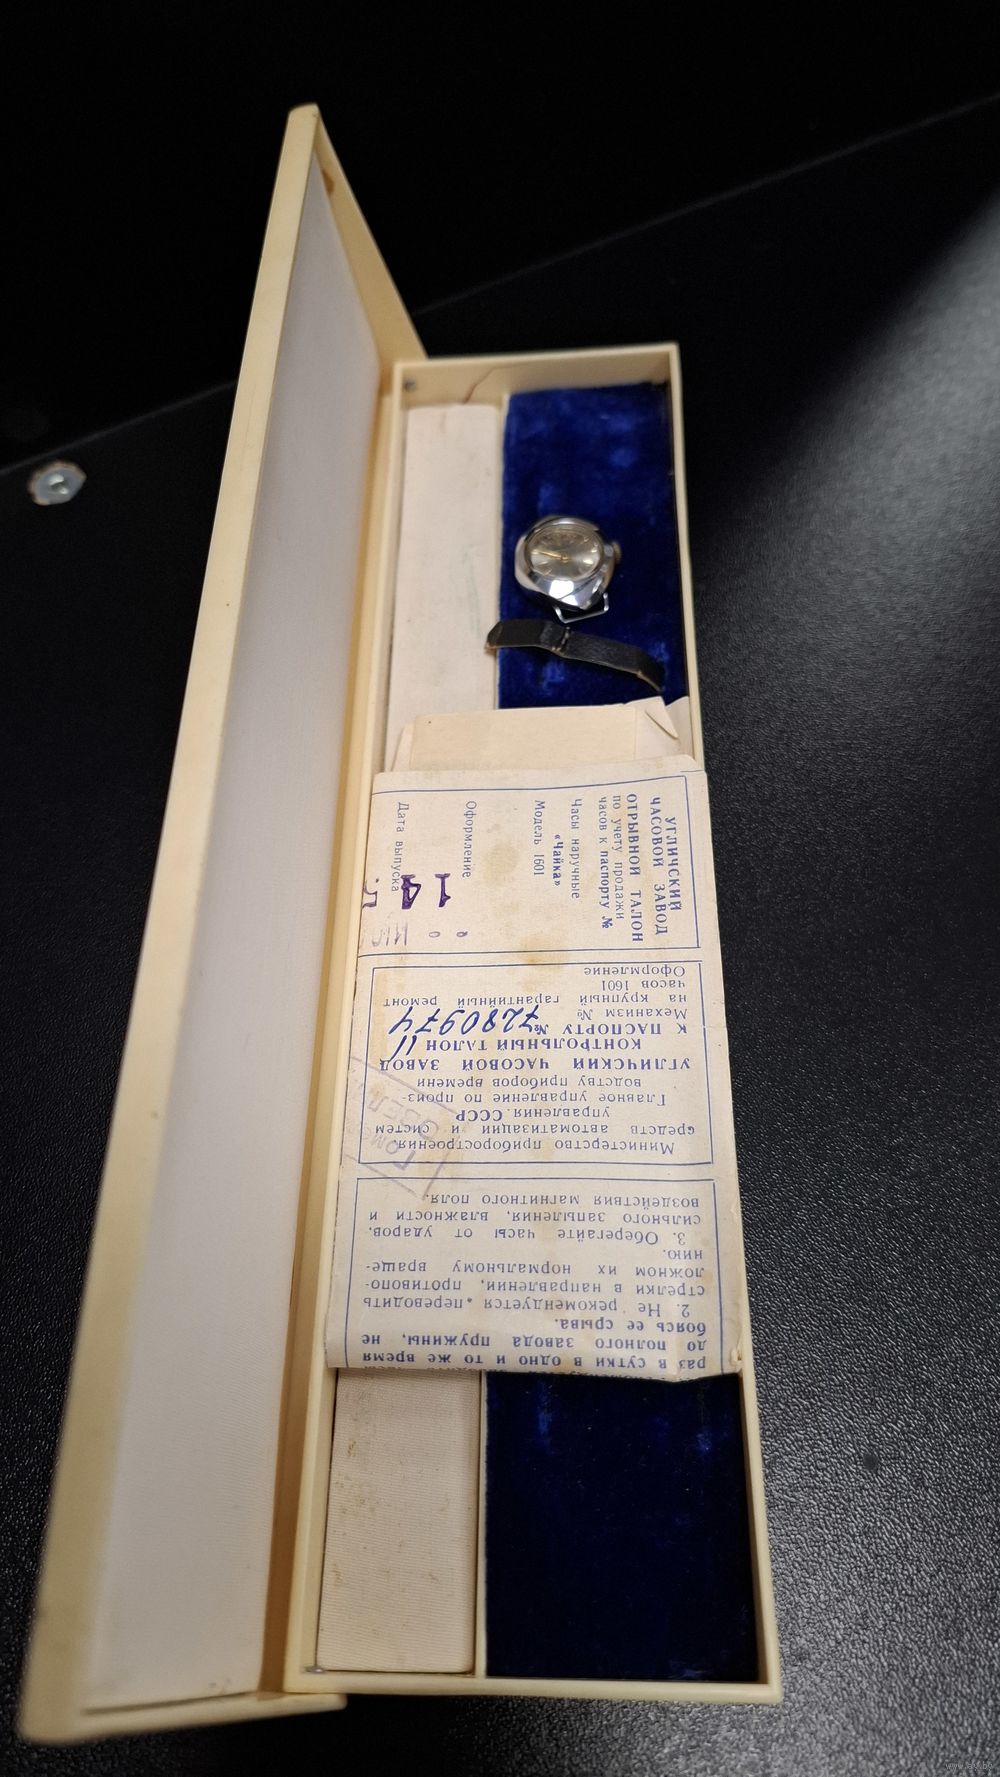 УГЛИЧСКИЙ
ЧАСОВОЙ ЗАВОД
ОТРЫВНОЙ ТАЛОН
по учету продажи
часов к паспорту №
Часы наручные
«Чайка»
Модель 1601
Оформление
1
Дата выпуска
14
5
Министерство приборостроения,
средств автоматизации и систем
управления СССР
Главное управление по произ-
водству приборов времени
УГЛИЧСКИЙ ЧАСОВОЙ ЗАВОД
КОНТРОЛЬНЫЙ ТАЛОН 11
К ПАСПОРТУ №
Механизм № 7280974
на крупный гарантийный ремонт
часов 1601
Оформление
раз в сутки в одно и то же время
до полного завода пружины, не
боясь ее срыва.
2. Не рекомендуется переводить
стрелки в направлении, противопо-
ложном их нормальному враще-
нию.
3. Оберегайте часы от ударов,
сильного запыления, влажности и
воздействия магнитного поля.